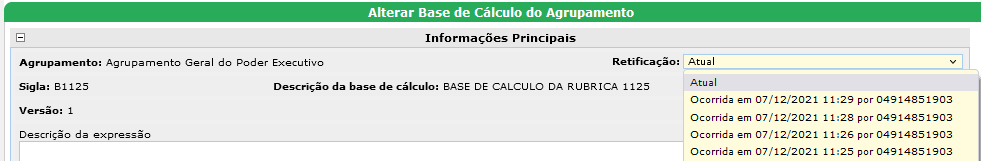 Alterar Base de Cálculo do Agrupamento
Informações Principais
Agrupamento: Agrupamento Geral do Poder Executivo
Retificação: Atual
Atual
Sigla: B1125
Descrição da base de cálculo: BASE DE CALCULO DA RUBRICA 1125
Ocorrida em 07/12/2021 11:29 por 04914851903
Versão: 1
Ocorrida em 07/12/2021 11:28 por 04914851903
Descrição da expressão
Ocorrida em 07/12/2021 11:26 por 04914851903
Ocorrida em 07/12/2021 11:25 por 04914851903